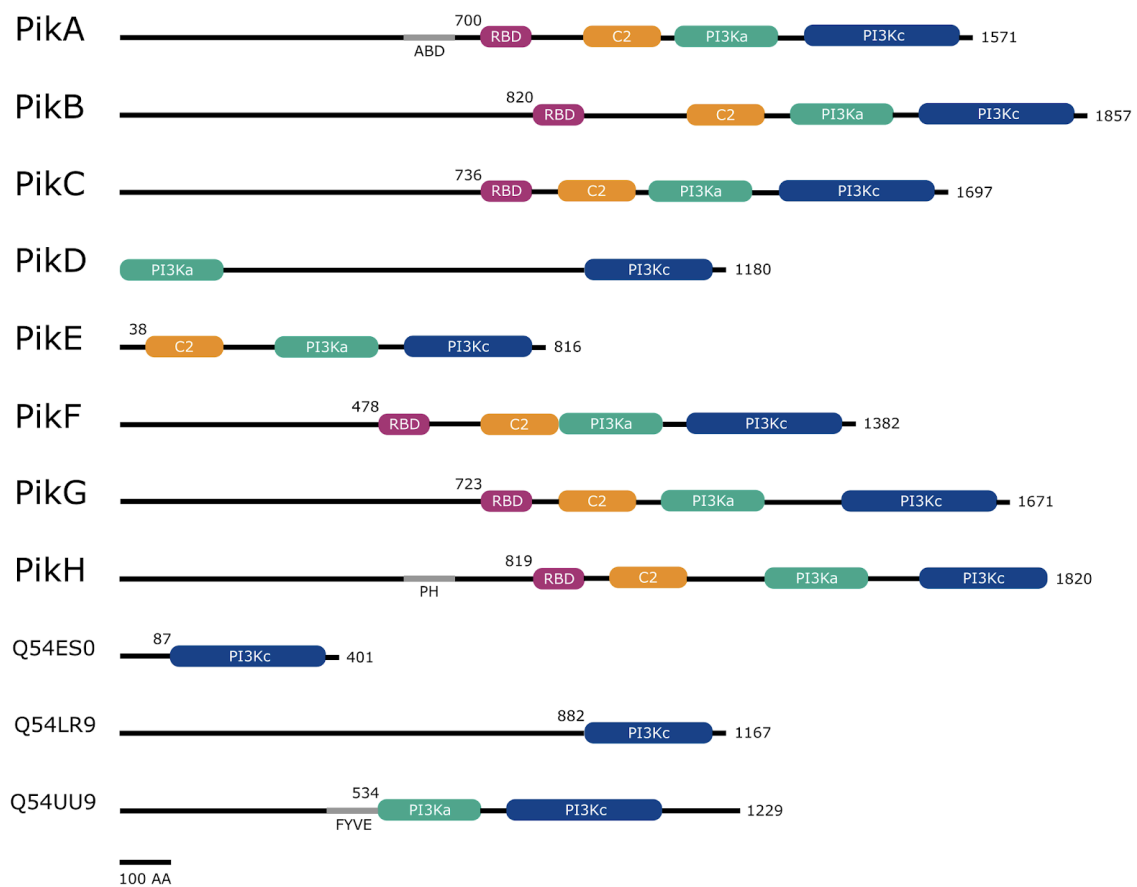 PikA 700 RBD C2 PI3Ka PI3Kc 1571
ABD
PikB 820 RBD C2 PI3Ka PI3Kc 1857
PikC 736 RBD C2 PI3Ka PI3Kc 1697
PikD PI3Ka PI3Kc 1180
PikE 38 C2 PI3Ka PI3Kc 816
PikF 478 RBD C2 PI3Ka PI3Kc 1382
PikG 723 RBD C2 PI3Ka PI3Kc 1671
PikH 819 RBD C2 PI3Ka PI3Kc 1820
PH
Q54ES0 87 PI3Kc 401
Q54LR9 882 PI3Kc 1167
Q54UU9 534 PI3Ka PI3Kc 1229
FYVE
100 AA